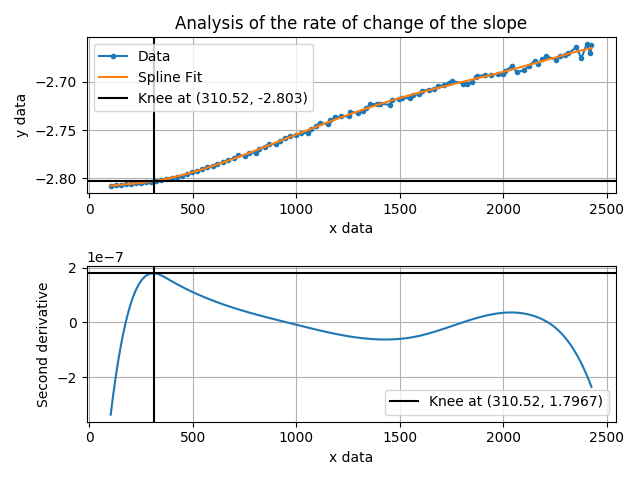 Analysis of the rate of change of the slope
Data
Spline Fit
Knee at (310.52, -2.803)
y data
−2.70
−2.75
−2.80
0 500 1000 1500 2000 2500
x data
1e−7
Second derivative
2
0
−2
Knee at (310.52, 1.7967)
0 500 1000 1500 2000 2500
x data